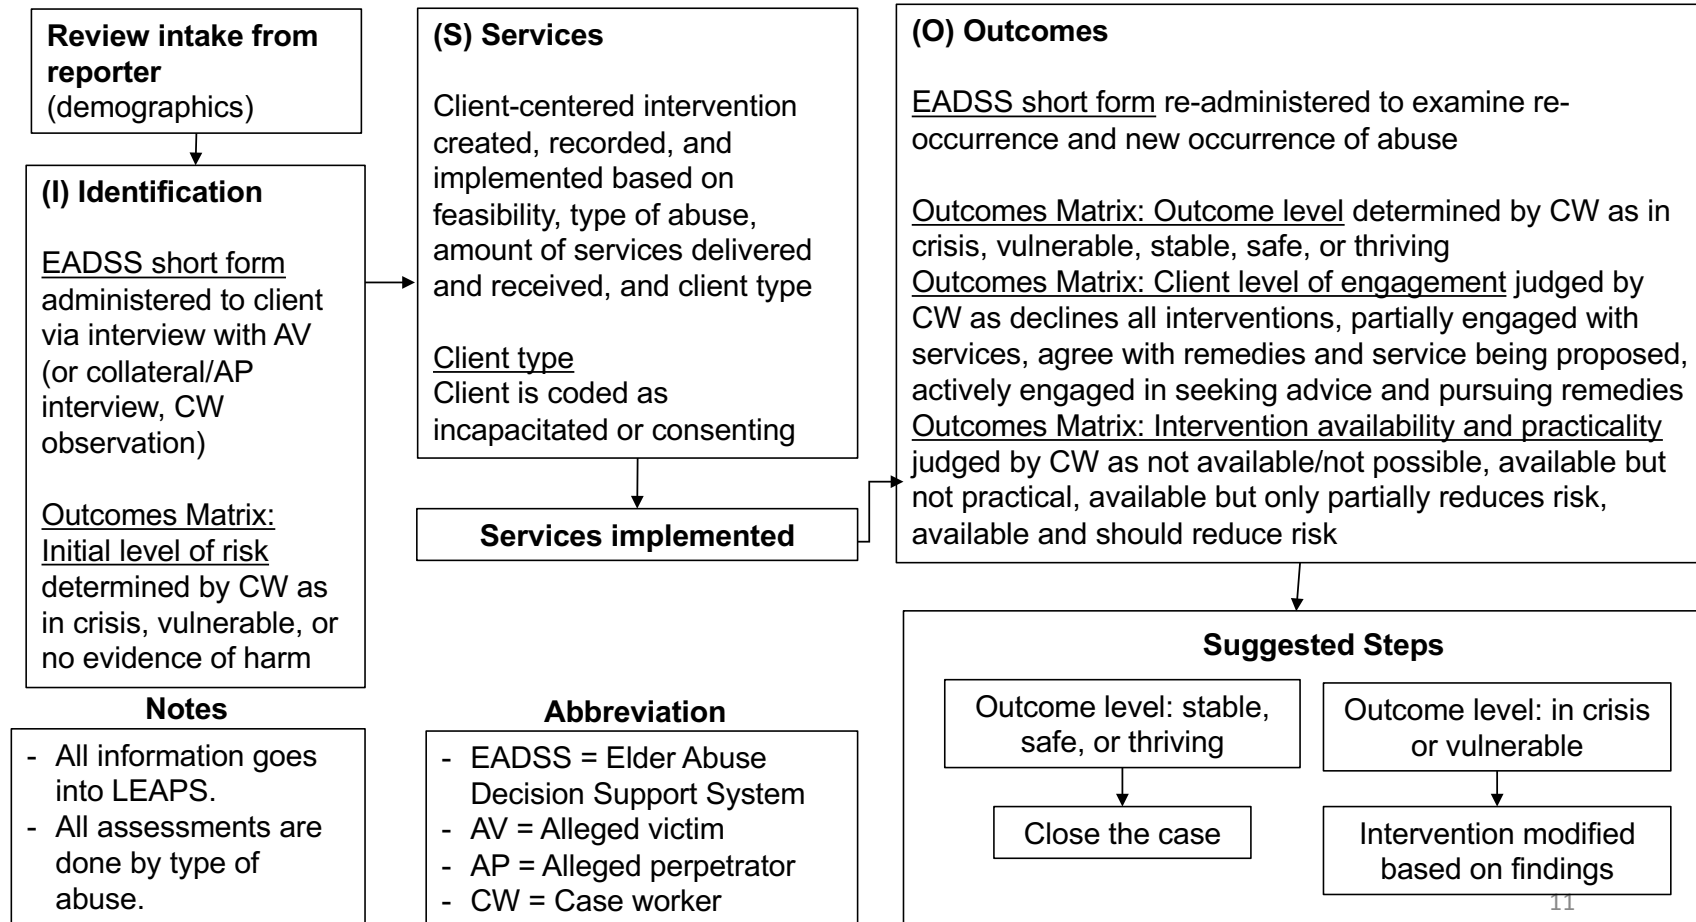 Review intake from
reporter
(demographics)
(I) Identification
EADSS short form
administered to client
via interview with AV
(or collateral/AP
interview, CW
observation)
Outcomes Matrix:
Initial level of risk
determined by CW as
in crisis, vulnerable, or
no evidence of harm
Notes
- All information goes
into LEAPS.
- All assessments are
done by type of
abuse.
(S) Services
Client-centered intervention
created, recorded, and
implemented based on
feasibility, type of abuse,
amount of services delivered
and received, and client type
Client type
Client is coded as
incapacitated or consenting
Services implemented
Abbreviation
- EADSS = Elder Abuse
Decision Support System
- AV = Alleged victim
- AP = Alleged perpetrator
- CW = Case worker
(O) Outcomes
EADSS short form re-administered to examine re-
occurrence and new occurrence of abuse
Outcomes Matrix: Outcome level determined by CW as in
crisis, vulnerable, stable, safe, or thriving
Outcomes Matrix: Client level of engagement judged by
CW as declines all interventions, partially engaged with
services, agree with remedies and service being proposed,
actively engaged in seeking advice and pursuing remedies
Outcomes Matrix: Intervention availability and practicality
judged by CW as not available/not possible, available but
not practical, available but only partially reduces risk,
available and should reduce risk
Suggested Steps
Outcome level: stable,
safe, or thriving
Close the case
Outcome level: in crisis
or vulnerable
Intervention modified
based on findings
11